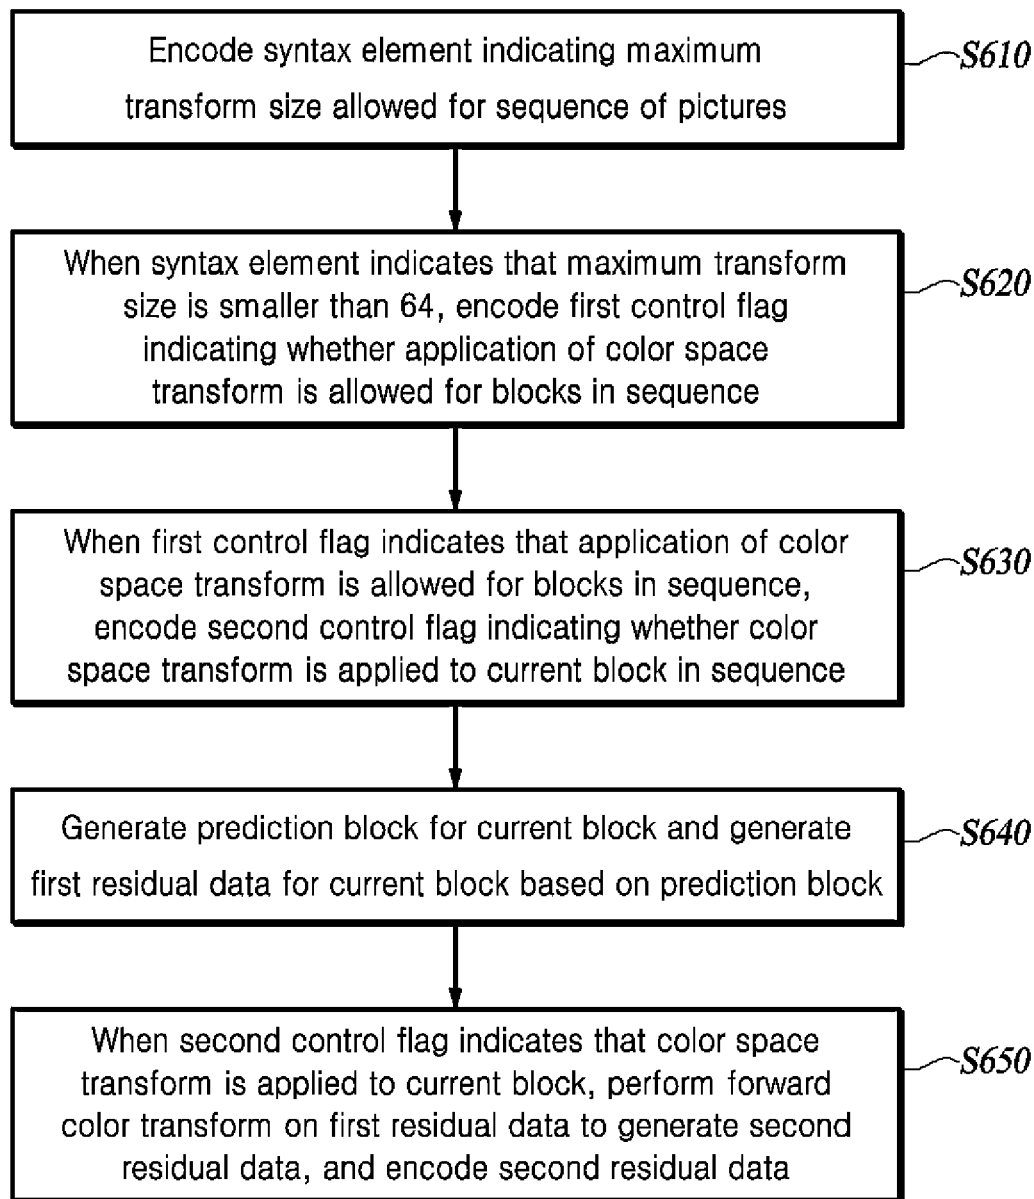 Encode syntax element indicating maximum
transform size allowed for sequence of pictures
S610
When syntax element indicates that maximum transform
size is smaller than 64, encode first control flag
indicating whether application of color space
transform is allowed for blocks in sequence
S620
When first control flag indicates that application of color
space transform is allowed for blocks in sequence,
encode second control flag indicating whether color
space transform is applied to current block in sequence
S630
Generate prediction block for current block and generate
first residual data for current block based on prediction block
S640
When second control flag indicates that color space
transform is applied to current block, perform forward
color transform on first residual data to generate second
residual data, and encode second residual data
S650